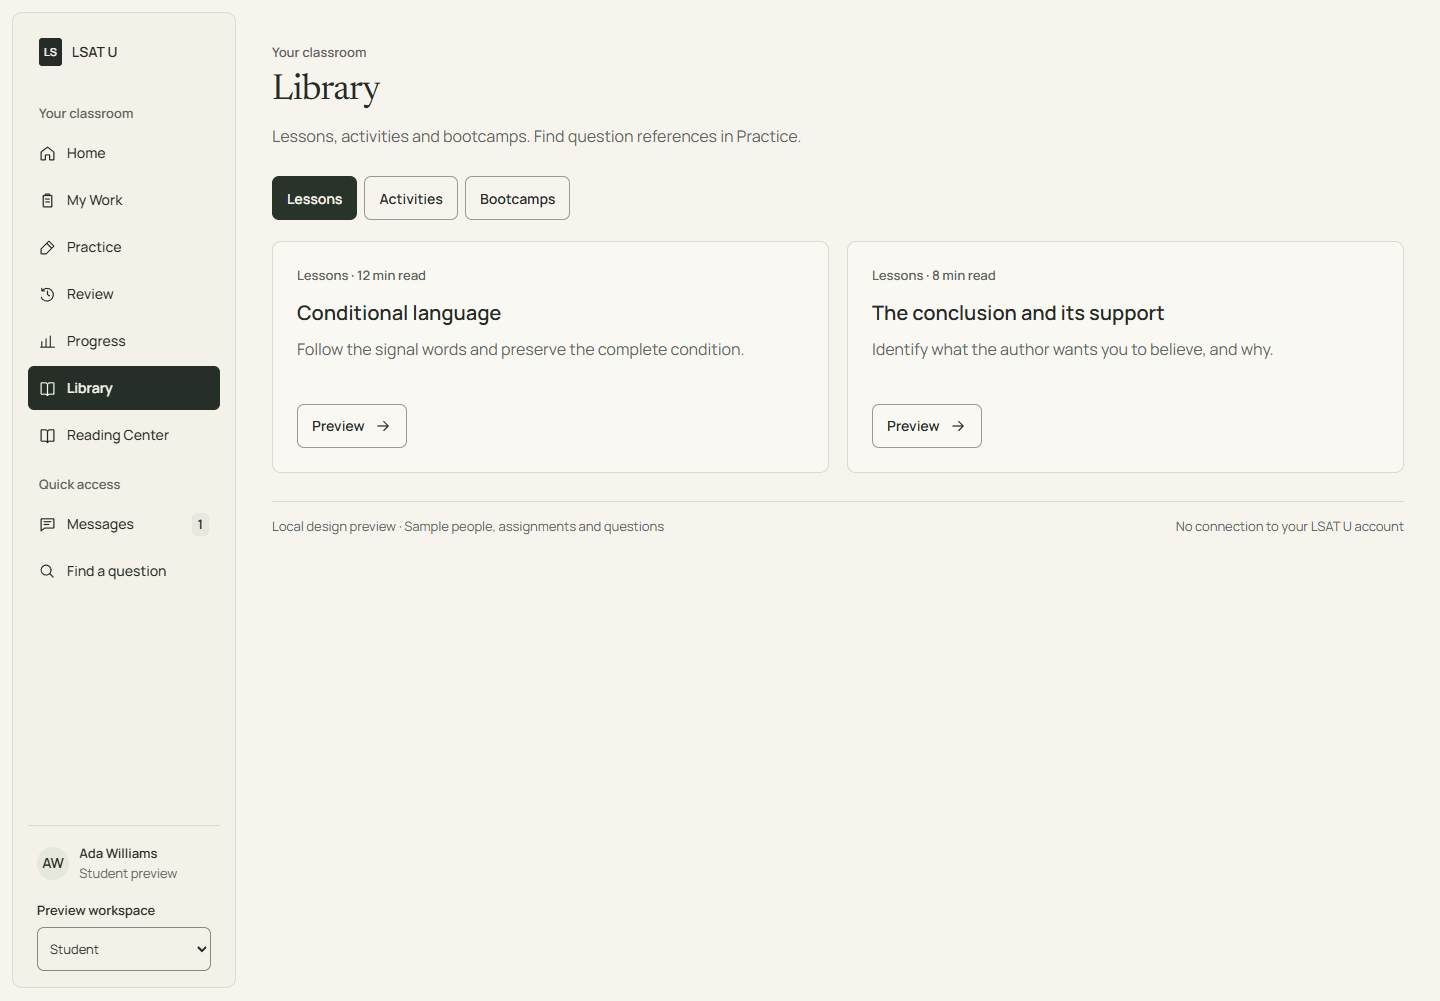 LS LSAT U
Your classroom
Home
My Work
Practice
Review
Progress
Library
Reading Center
Quick access
Messages 1
Find a question
AW
Ada Williams
Student preview
Preview workspace
Student
Your classroom
Library
Lessons, activities and bootcamps. Find question references in Practice.
Lessons Activities Bootcamps
Lessons · 12 min read
Conditional language
Follow the signal words and preserve the complete condition.
Preview
Lessons · 8 min read
The conclusion and its support
Identify what the author wants you to believe, and why.
Preview
Local design preview · Sample people, assignments and questions
No connection to your LSAT U account